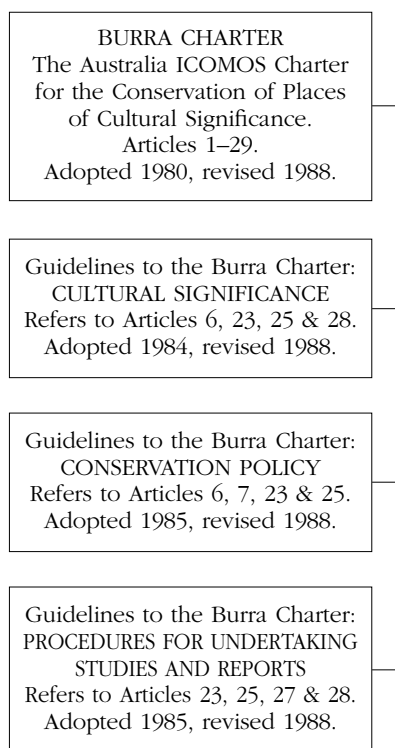 BURRA CHARTER
The Australia ICOMOS Charter
for the Conservation of Places
of Cultural Significance.
Articles 1–29.
Adopted 1980, revised 1988.
Guidelines to the Burra Charter:
CULTURAL SIGNIFICANCE
Refers to Articles 6, 23, 25 & 28.
Adopted 1984, revised 1988.
Guidelines to the Burra Charter:
CONSERVATION POLICY
Refers to Articles 6, 7, 23 & 25.
Adopted 1985, revised 1988.
Guidelines to the Burra Charter:
PROCEDURES FOR UNDERTAKING
STUDIES AND REPORTS
Refers to Articles 23, 25, 27 & 28.
Adopted 1985, revised 1988.